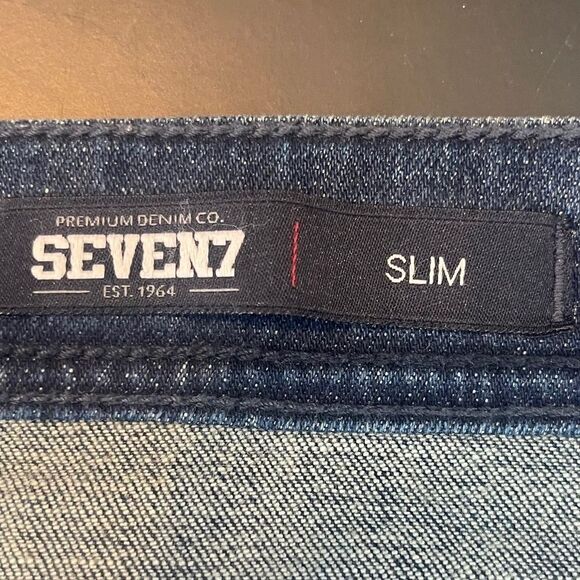 PREMIUM DENIM CO.
SEVEN7
EST. 1964
SLIM